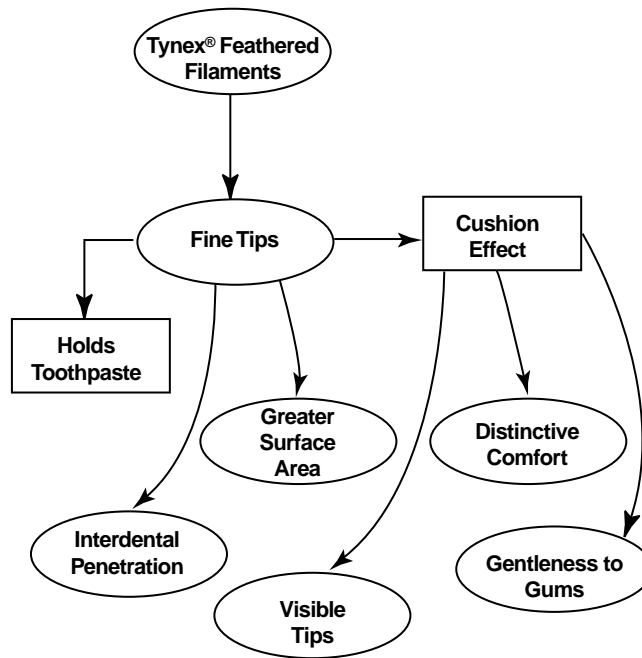 Tynex® Feathered
Filaments
Fine Tips
Cushion
Effect
Holds
Toothpaste
Greater
Surface
Area
Distinctive
Comfort
Interdental
Penetration
Gentleness to
Gums
Visible
Tips